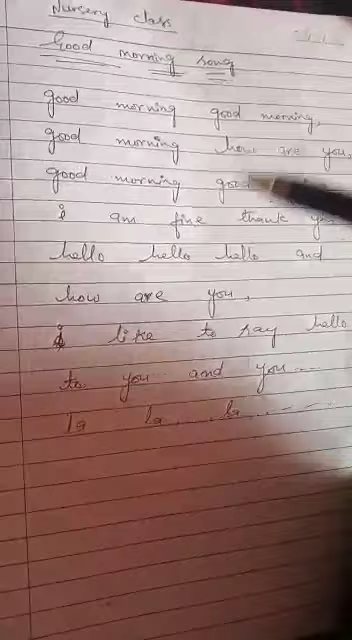 Nursery class
Good morning song
good morning good morning,
good morning how are you,
good morning good
i am fine thank you
hello hello hello and
how are you,
i like to say hello
to you and you...
la la la